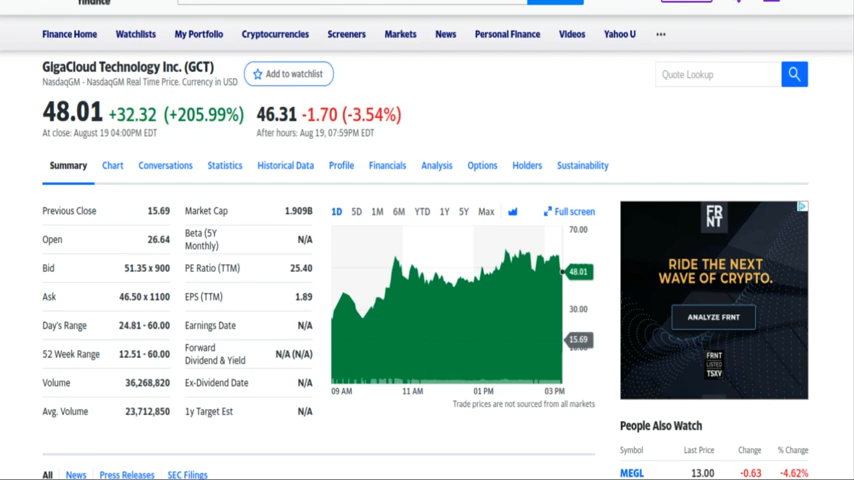 finance
Finance Home Watchlists My Portfolio Cryptocurrencies Screeners Markets News Personal Finance Videos Yahoo U ...
GigaCloud Technology Inc. (GCT)
Add to watchlist
NasdaqGM - NasdaqGM Real Time Price. Currency in USD
Quote Lookup
48.01 +32.32 (+205.99%) 46.31 -1.70 (-3.54%)
At close: August 19 04:00PM EDT After hours: Aug 19, 07:59PM EDT
Summary Chart Conversations Statistics Historical Data Profile Financials Analysis Options Holders Sustainability
Previous Close 15.69
Open 26.64
Bid 51.35 x 900
Ask 46.50 x 1100
Day's Range 24.81 - 60.00
52 Week Range 12.51 - 60.00
Volume 36,268,820
Avg. Volume 23,712,850
Market Cap 1.909B
Beta (5Y
Monthly) N/A
PE Ratio (TTM) 25.40
EPS (TTM) 1.89
Earnings Date N/A
Forward
Dividend & Yield N/A (N/A)
Ex-Dividend Date N/A
1y Target Est N/A
1D 5D 1M 6M YTD 1Y 5Y Max Full screen
70.00
48.01
30.00
15.69
09 AM 11 AM 01 PM 03 PM
Trade prices are not sourced from all markets
FR
NT
RIDE THE NEXT
WAVE OF CRYPTO.
ANALYZE FRNT
FRNT
LISTED
TSXV
People Also Watch
Symbol Last Price Change % Change
MEGL 13.00 -0.63 -4.62%
All News Press Releases SEC Filings